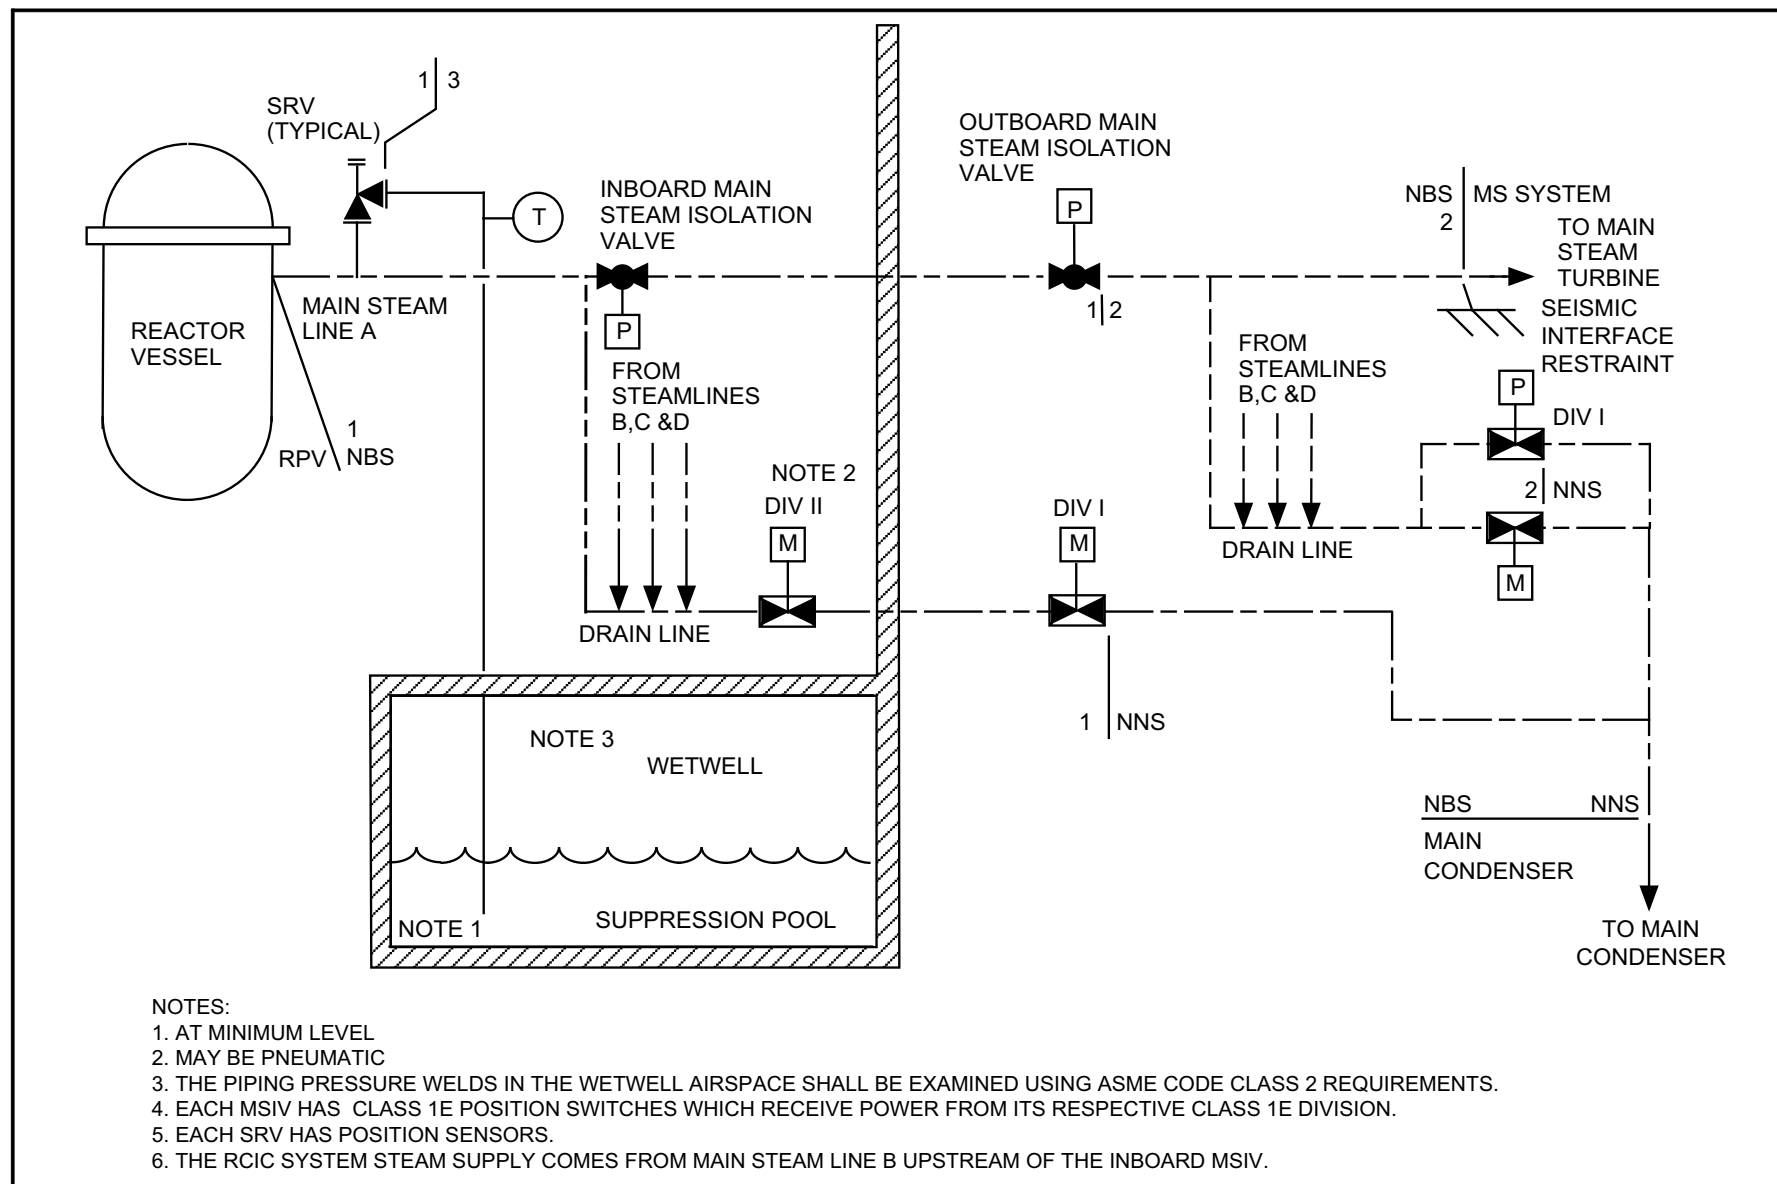 1 3
SRV
(TYPICAL)
T
INBOARD MAIN
STEAM ISOLATION
VALVE
P
OUTBOARD MAIN
STEAM ISOLATION
VALVE
P
1 2
NBS MS SYSTEM
2
TO MAIN
STEAM
TURBINE
SEISMIC
INTERFACE
RESTRAINT
REACTOR
VESSEL
MAIN STEAM
LINE A
1
RPV NBS
FROM
STEAMLINES
B,C &D
NOTE 2
DIV II
M
DRAIN LINE
DIV I
M
1 NNS
FROM
STEAMLINES
B,C &D
DRAIN LINE
P
DIV I
2 NNS
M
NOTE 3
WETWELL
NOTE 1
SUPPRESSION POOL
NBS NNS
MAIN
CONDENSER
TO MAIN
CONDENSER
NOTES:
1. AT MINIMUM LEVEL
2. MAY BE PNEUMATIC
3. THE PIPING PRESSURE WELDS IN THE WETWELL AIRSPACE SHALL BE EXAMINED USING ASME CODE CLASS 2 REQUIREMENTS.
4. EACH MSIV HAS CLASS 1E POSITION SWITCHES WHICH RECEIVE POWER FROM ITS RESPECTIVE CLASS 1E DIVISION.
5. EACH SRV HAS POSITION SENSORS.
6. THE RCIC SYSTEM STEAM SUPPLY COMES FROM MAIN STEAM LINE B UPSTREAM OF THE INBOARD MSIV.